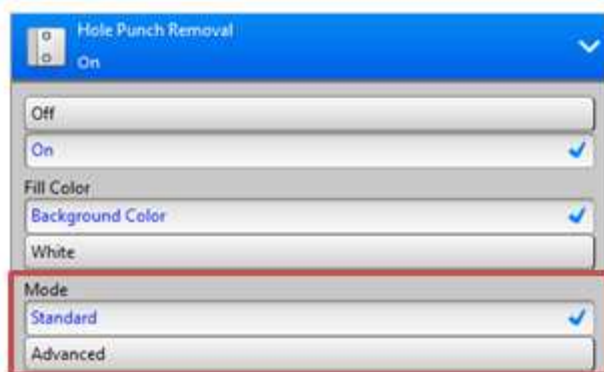 Hole Punch Removal
On
Off
On
Fill Color
Background Color
White
Mode
Standard
Advanced